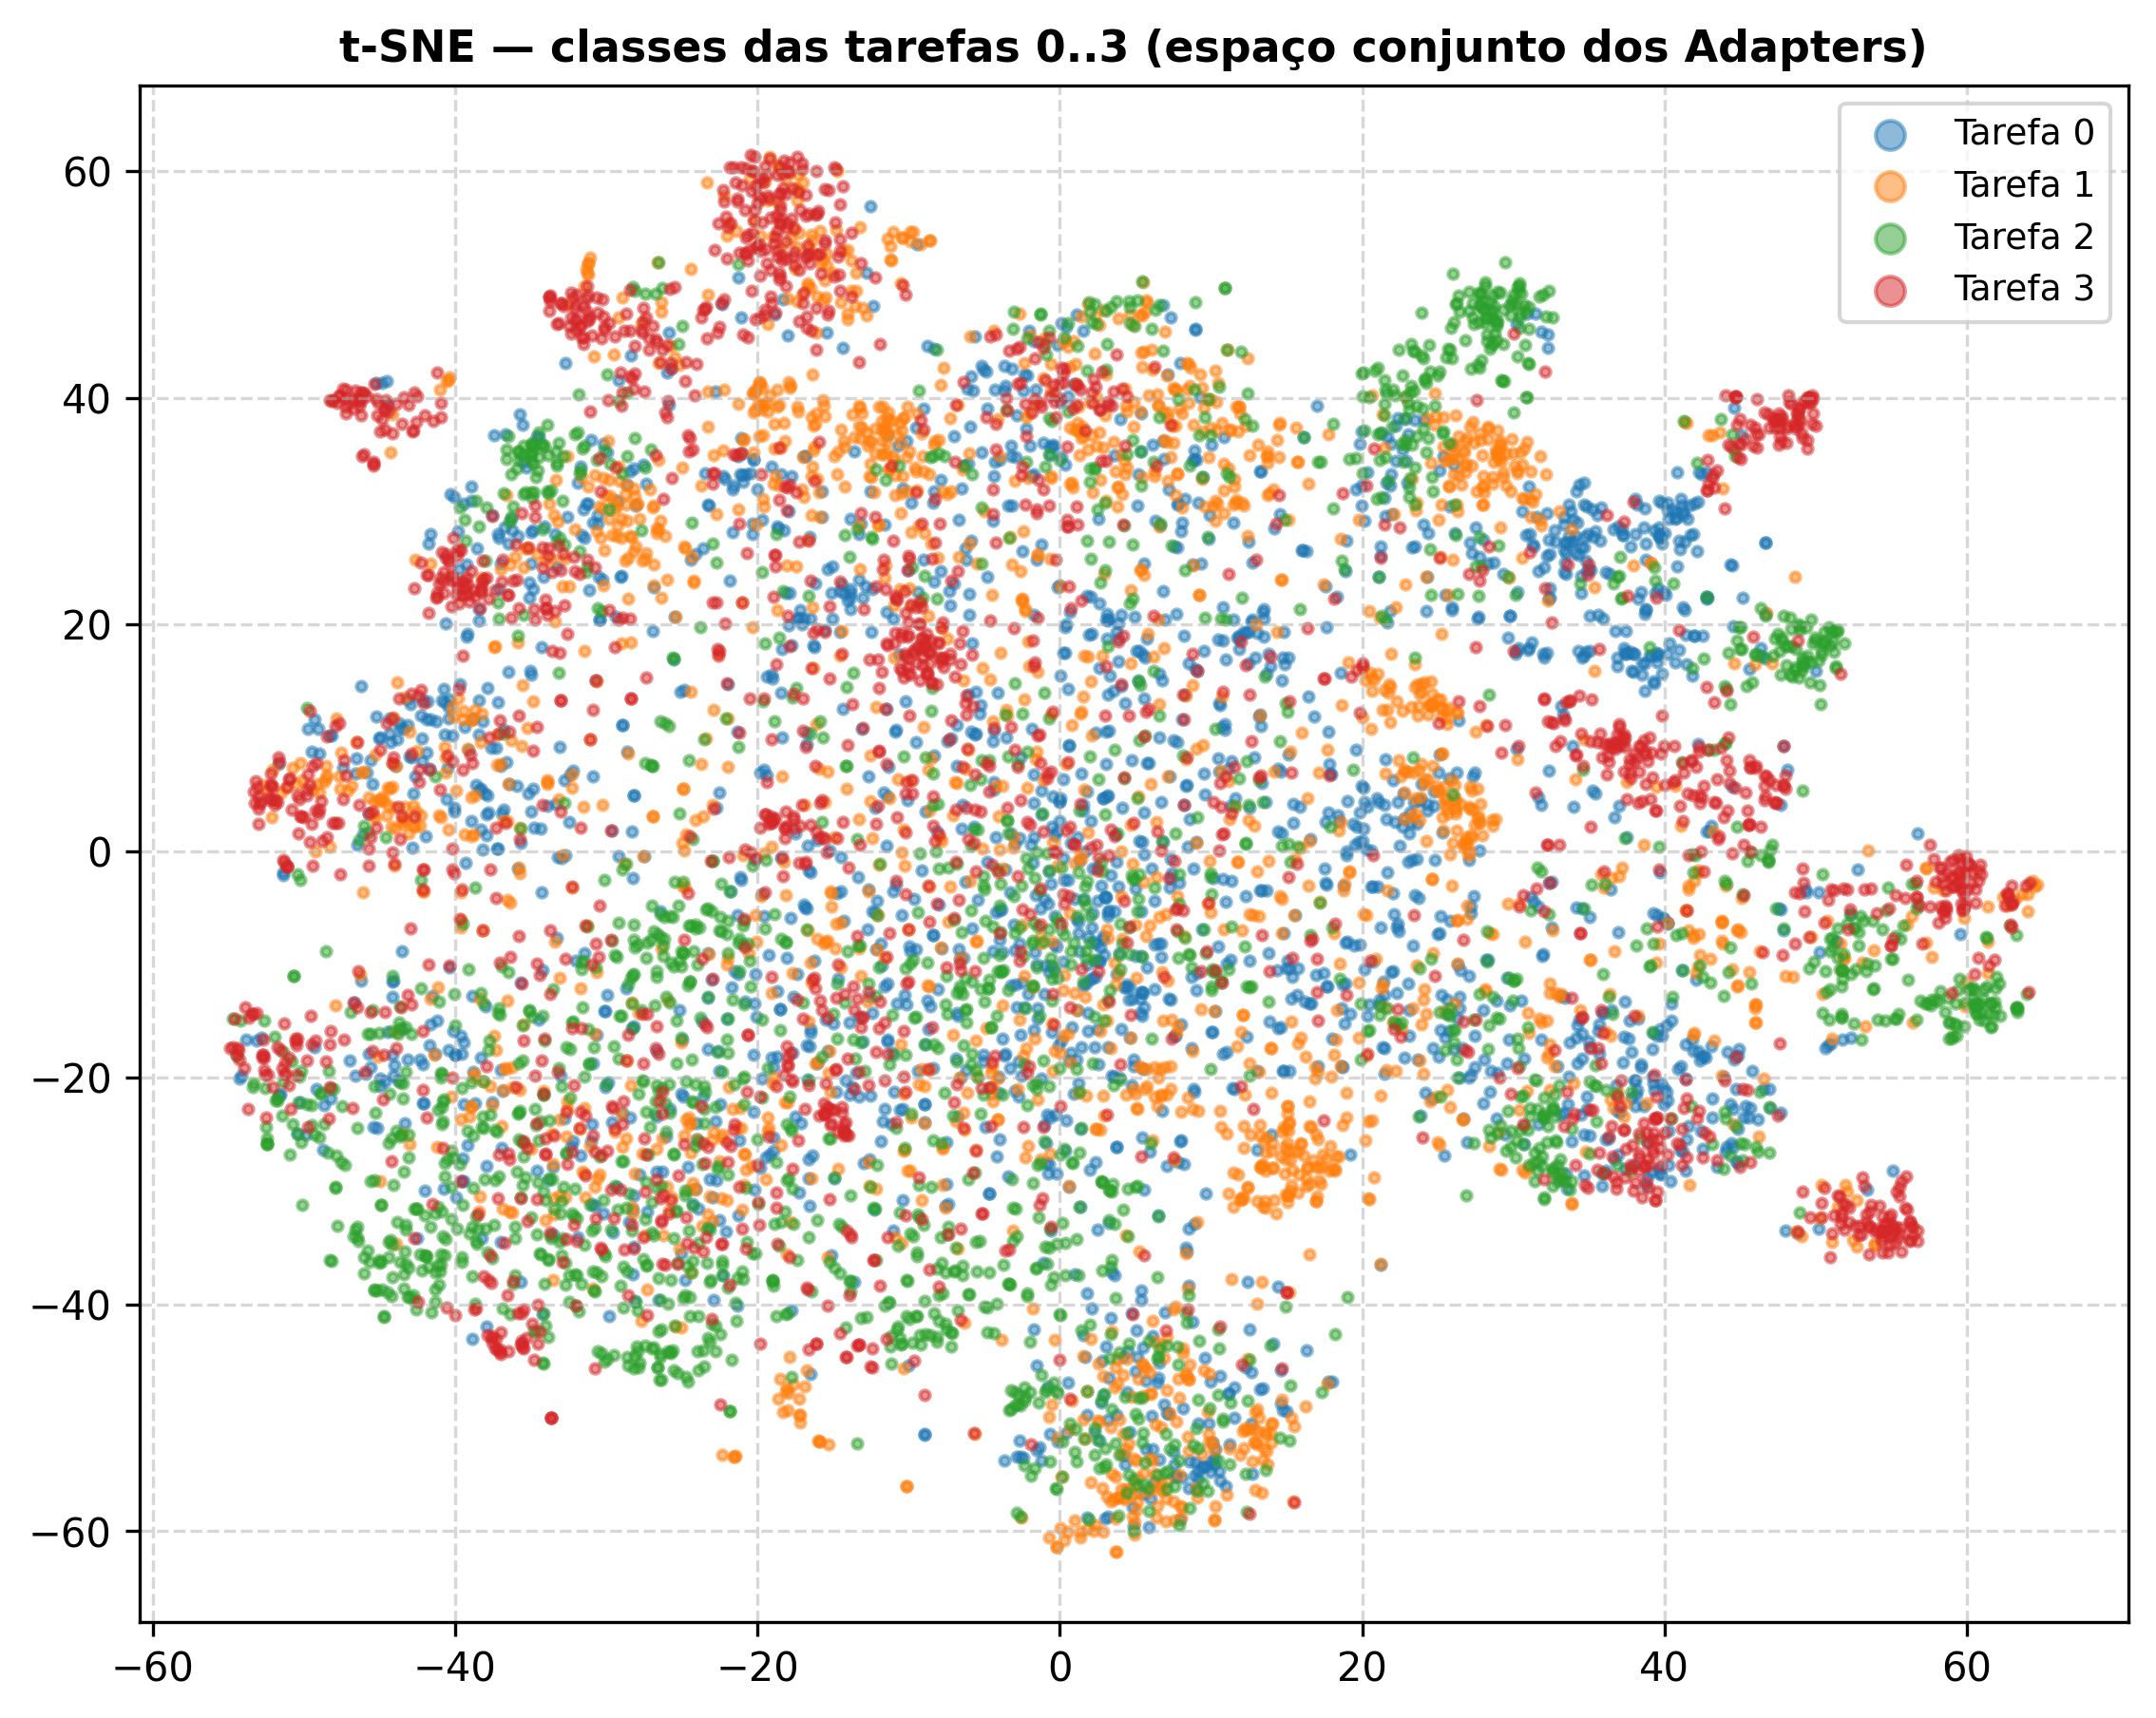 t-SNE — classes das tarefas 0..3 (espaço conjunto dos Adapters)
Tarefa 0
Tarefa 1
Tarefa 2
Tarefa 3
60
40
20
0
−20
−40
−60
−60 −40 −20 0 20 40 60